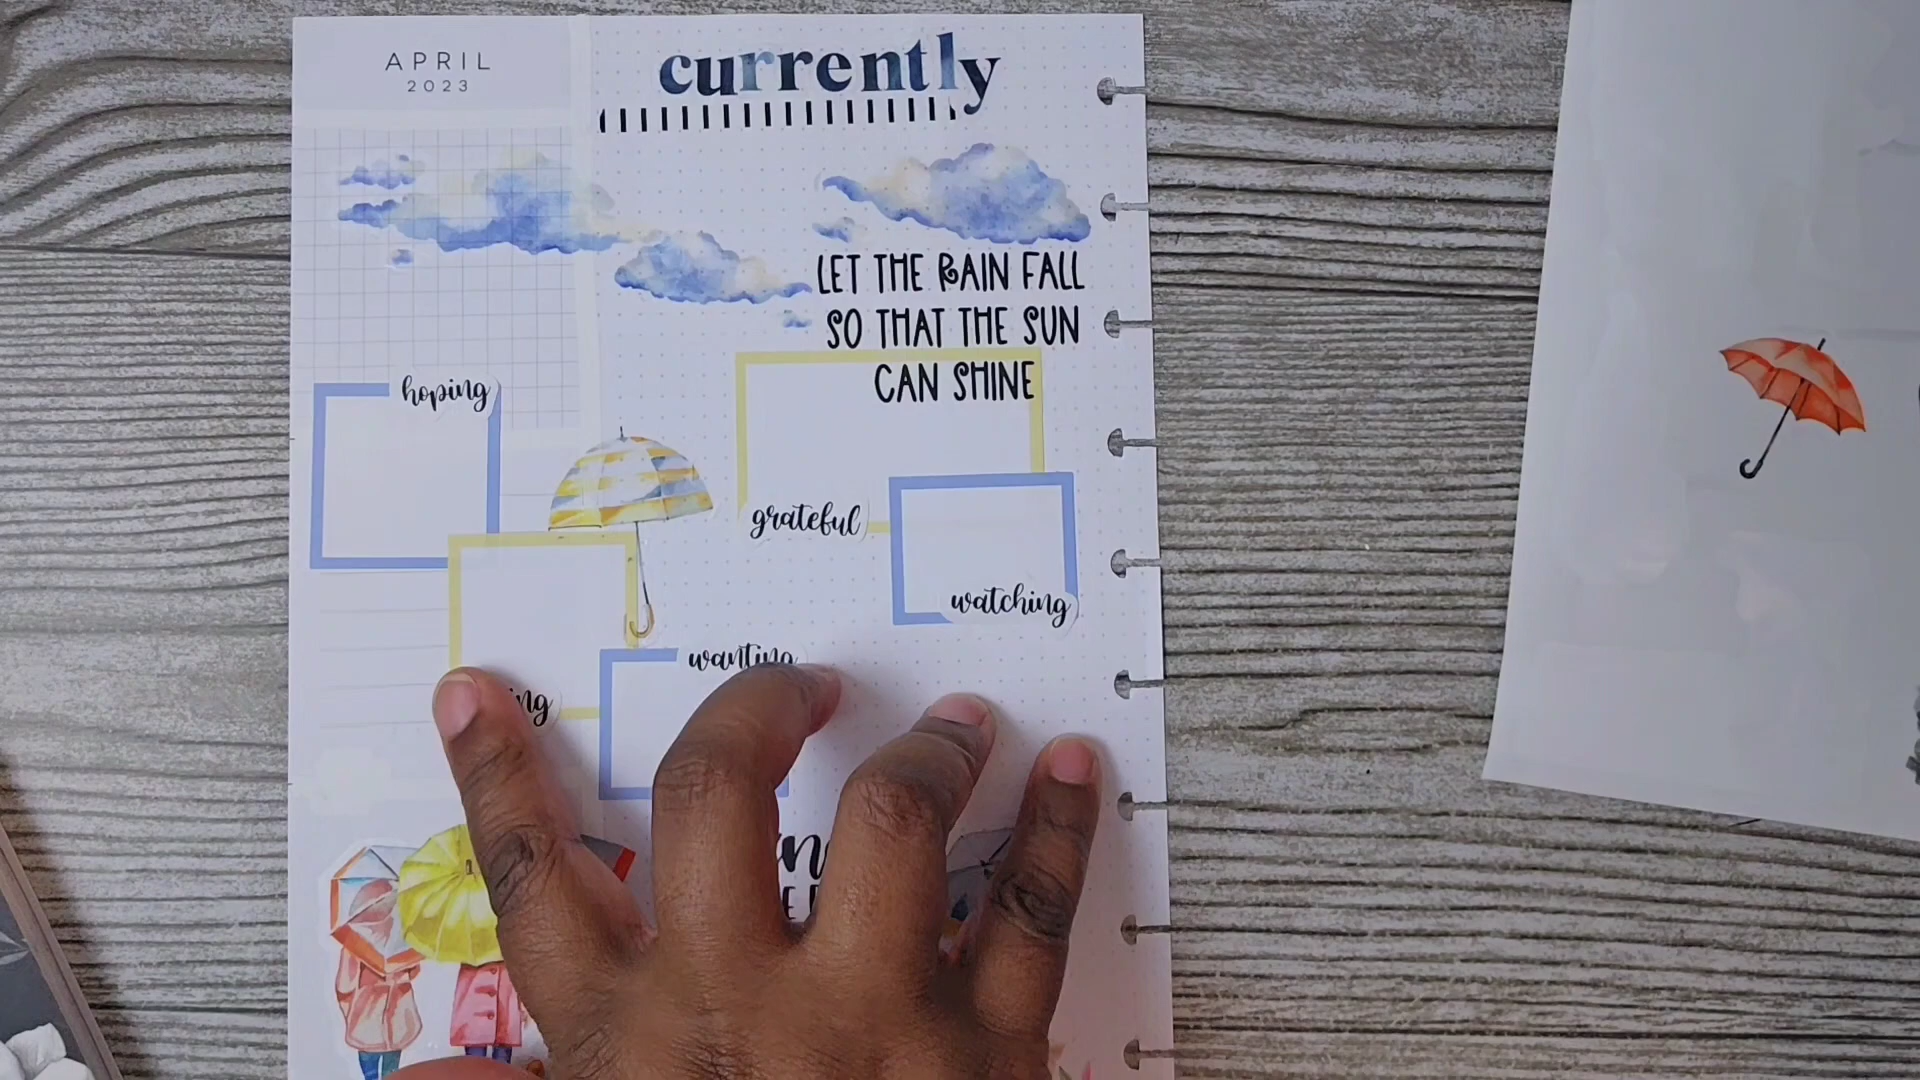 APRIL
2023
currently
LET THE RAIN FALL
SO THAT THE SUN
CAN SHINE
hoping
grateful
watching
wanting